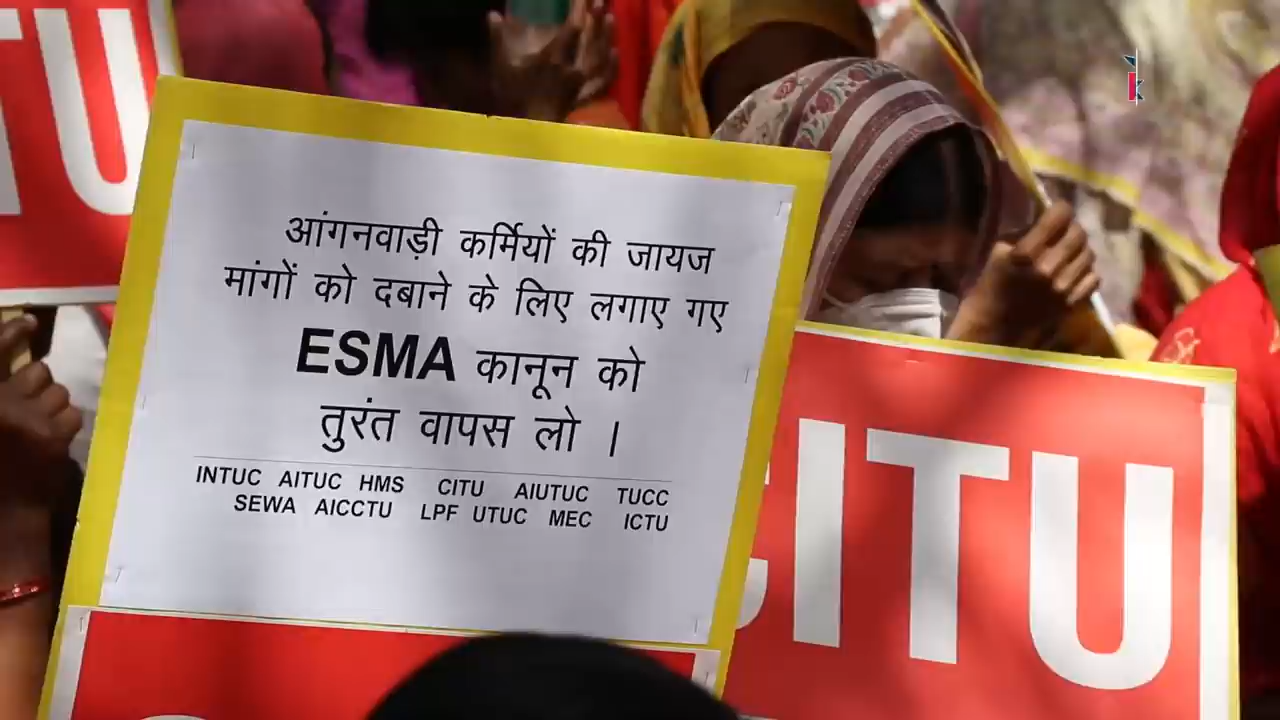 TU
आंगनवाड़ी कर्मियों की जायज
मांगों को दबाने के लिए लगाए गए
ESMA कानून को
तुरंत वापस लो ।
INTUC AITUC HMS CITU AIUTUC TUCC
SEWA AICCTU LPF UTUC MEC ICTU
CITU